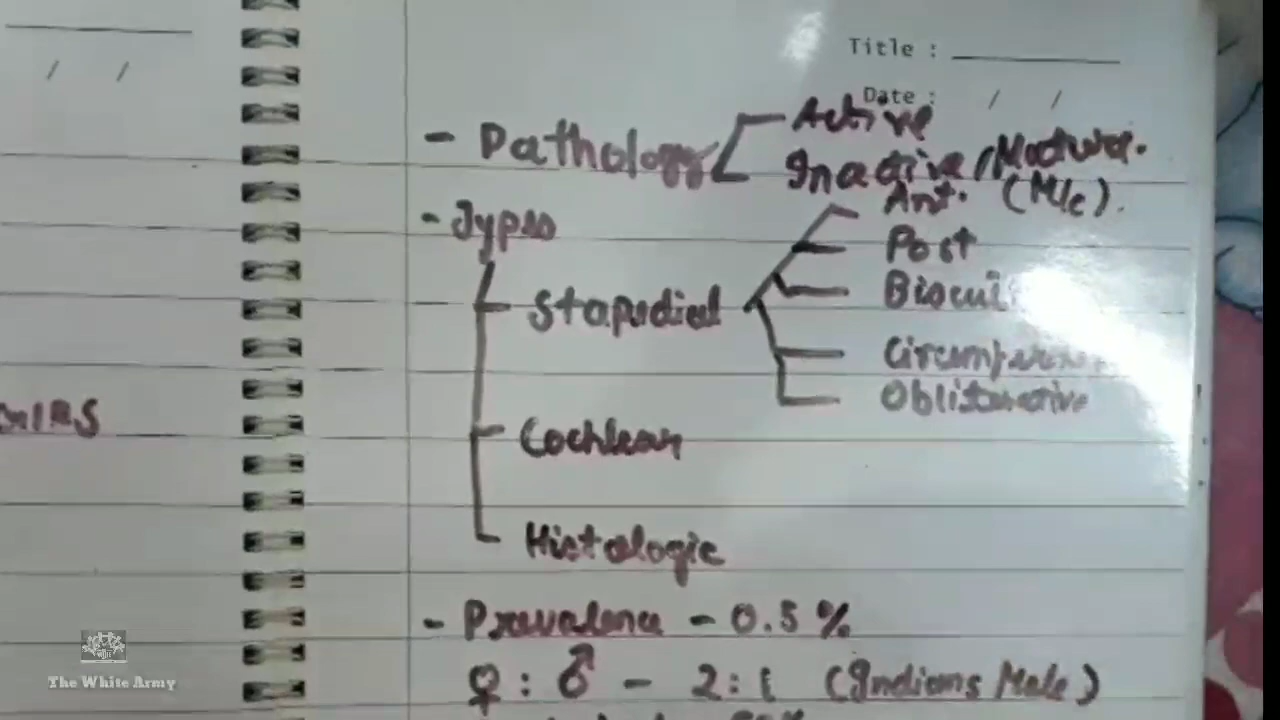 Title :
/ /
Date : / /
- Pathology Active
Inactive/Mature.
- Types
Ant. (M/c).
Post
Stapedial
Biscui
Obliterative
Cochlear
Histologic
- Prevalence - 0.5 %
♀ : ♂ - 2:1 (Indians Male)
The White Army